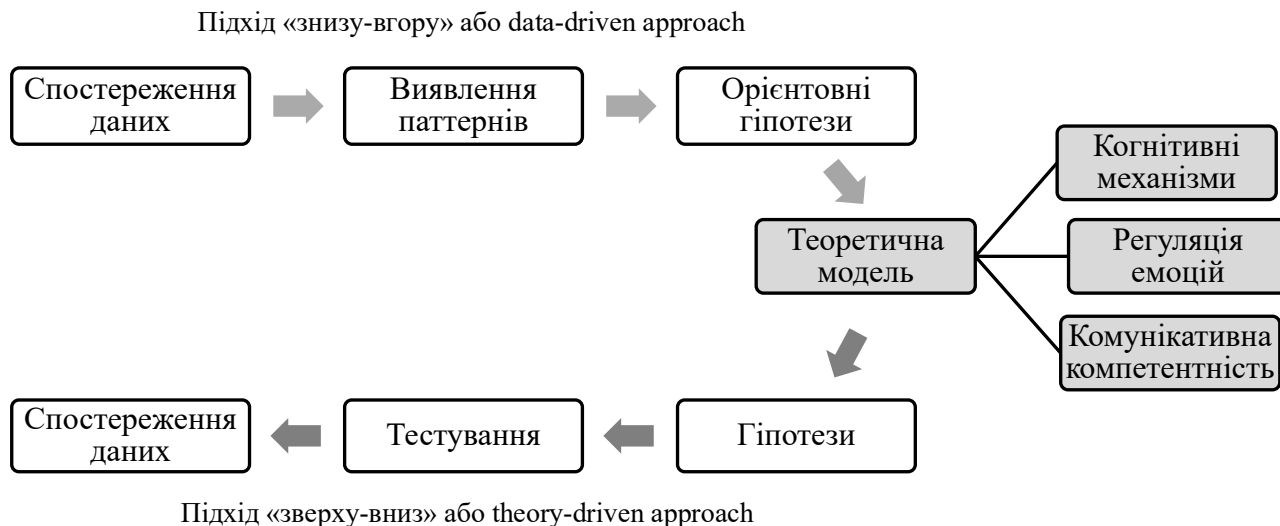 Підхід «знизу-вгору» або data-driven approach
Спостереження
даних
Виявлення
паттернів
Орієнтовні
гіпотези
Теоретична
модель
Когнітивні
механізми
Регуляція
емоцій
Комунікативна
компетентність
Спостереження
даних
Тестування
Гіпотези
Підхід «зверху-вниз» або theory-driven approach